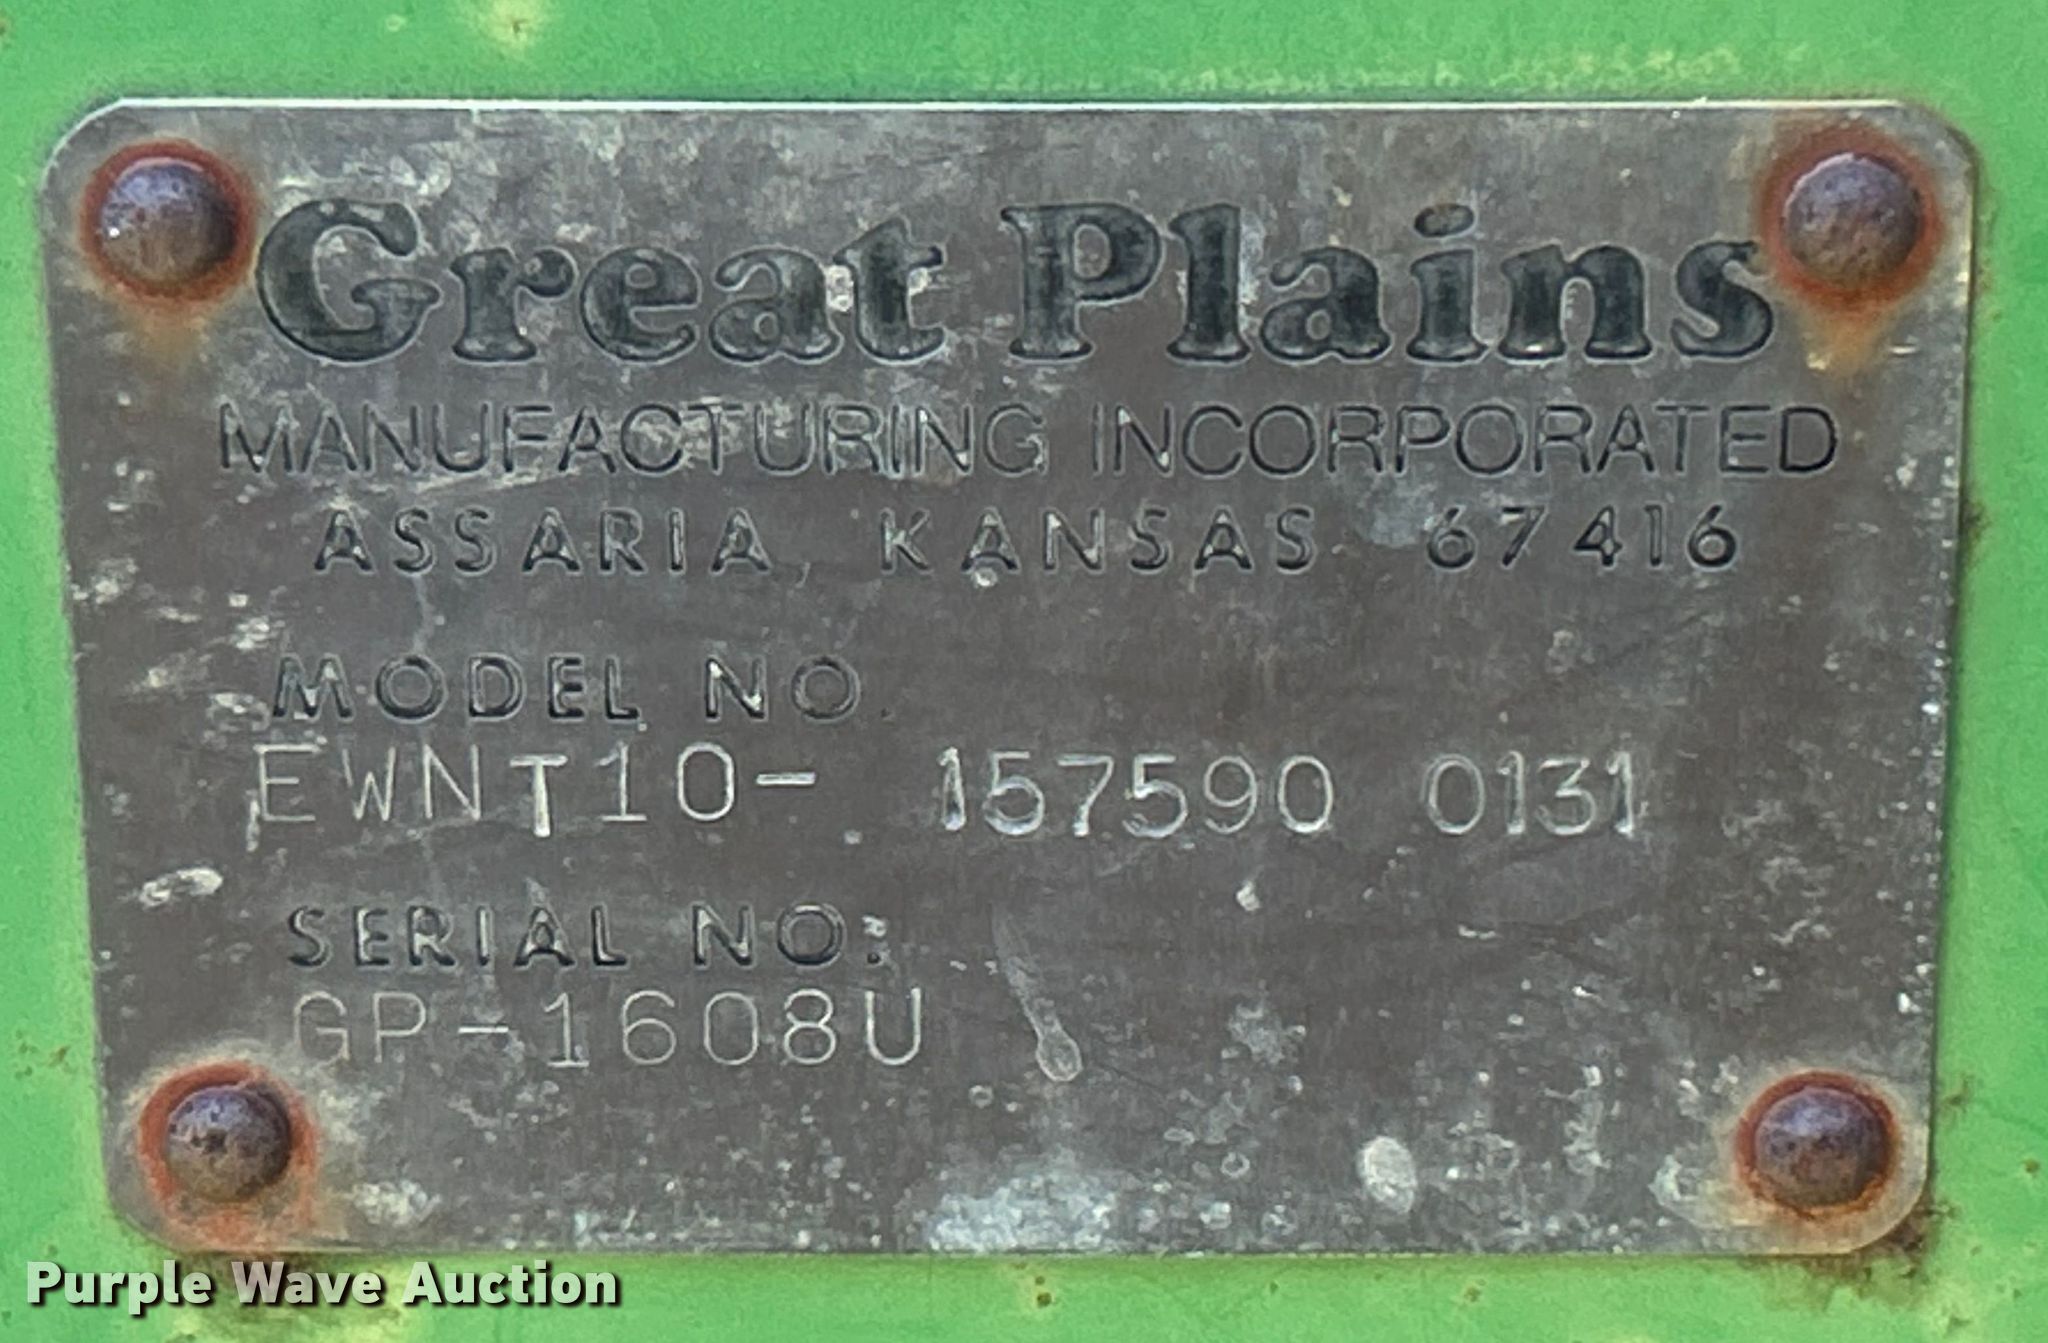 Great Plains
MANUFACTURING INCORPORATED
ASSARIA, KANSAS 67416
MODEL NO.
EWNT10- 157590 0131
SERIAL NO.
GP-1608U
Purple Wave Auction